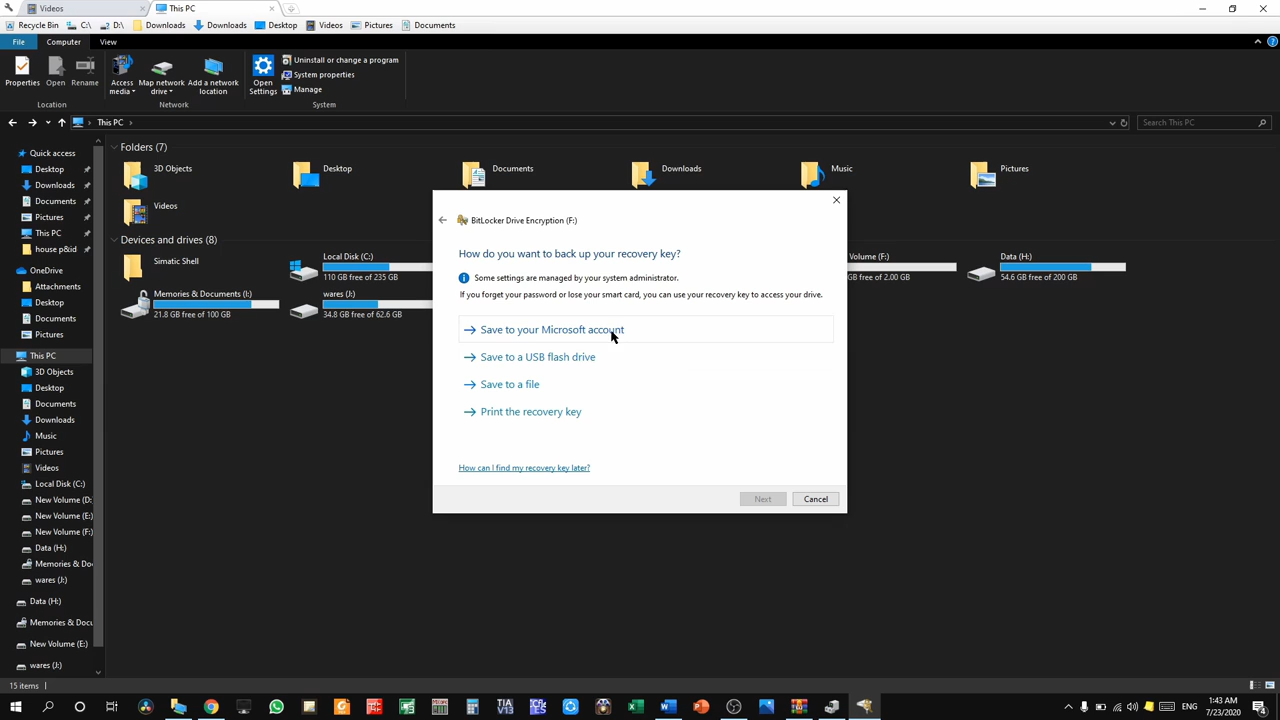 Videos
This PC
Recycle Bin
C:
D:
Downloads
Downloads
Desktop
Videos
Pictures
Documents
File
Computer
View
Properties
Open
Rename
Access media
Map network drive
Add a network location
Open Settings
Uninstall or change a program
System properties
Manage
Location
Network
System
This PC
Search This PC
Quick access
Desktop
Downloads
Documents
Pictures
This PC
house p&id
OneDrive
Attachments
Desktop
Documents
Pictures
This PC
3D Objects
Desktop
Documents
Downloads
Music
Pictures
Videos
Local Disk (C:)
New Volume (D:
New Volume (E:)
New Volume (F:)
Data (H:)
Memories & Do
wares (J:)
Data (H:)
Memories & Docu
New Volume (E:)
wares (J:)
Folders (7)
3D Objects
Desktop
Documents
Downloads
Music
Pictures
Videos
Devices and drives (8)
Simatic Shell
Local Disk (C:)
110 GB free of 235 GB
Volume (F:)
GB free of 2.00 GB
Data (H:)
54.6 GB free of 200 GB
Memories & Documents (I:)
21.8 GB free of 100 GB
wares (J:)
34.8 GB free of 62.6 GB
BitLocker Drive Encryption (F:)
How do you want to back up your recovery key?
Some settings are managed by your system administrator.
If you forget your password or lose your smart card, you can use your recovery key to access your drive.
Save to your Microsoft account
Save to a USB flash drive
Save to a file
Print the recovery key
How can I find my recovery key later?
Next
Cancel
15 items
TIA
V13
1:43 AM
7/23/2020